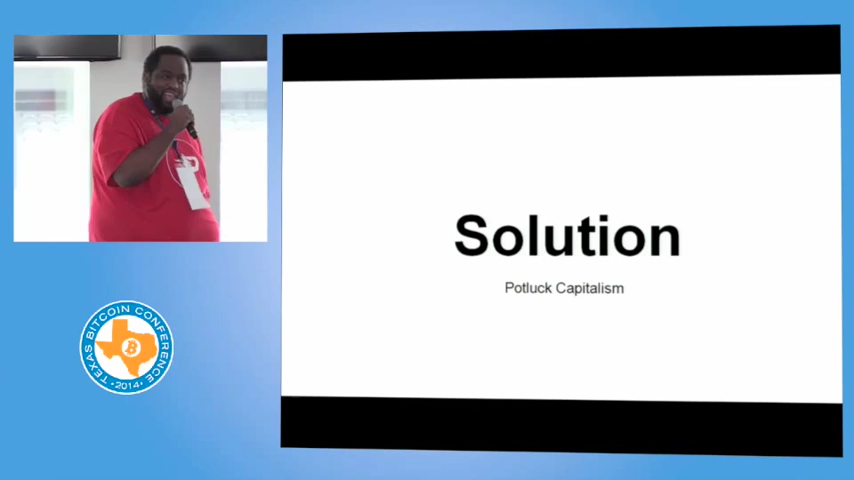 Solution
Potluck Capitalism
TEXAS BITCOIN CONFERENCE
•2014•